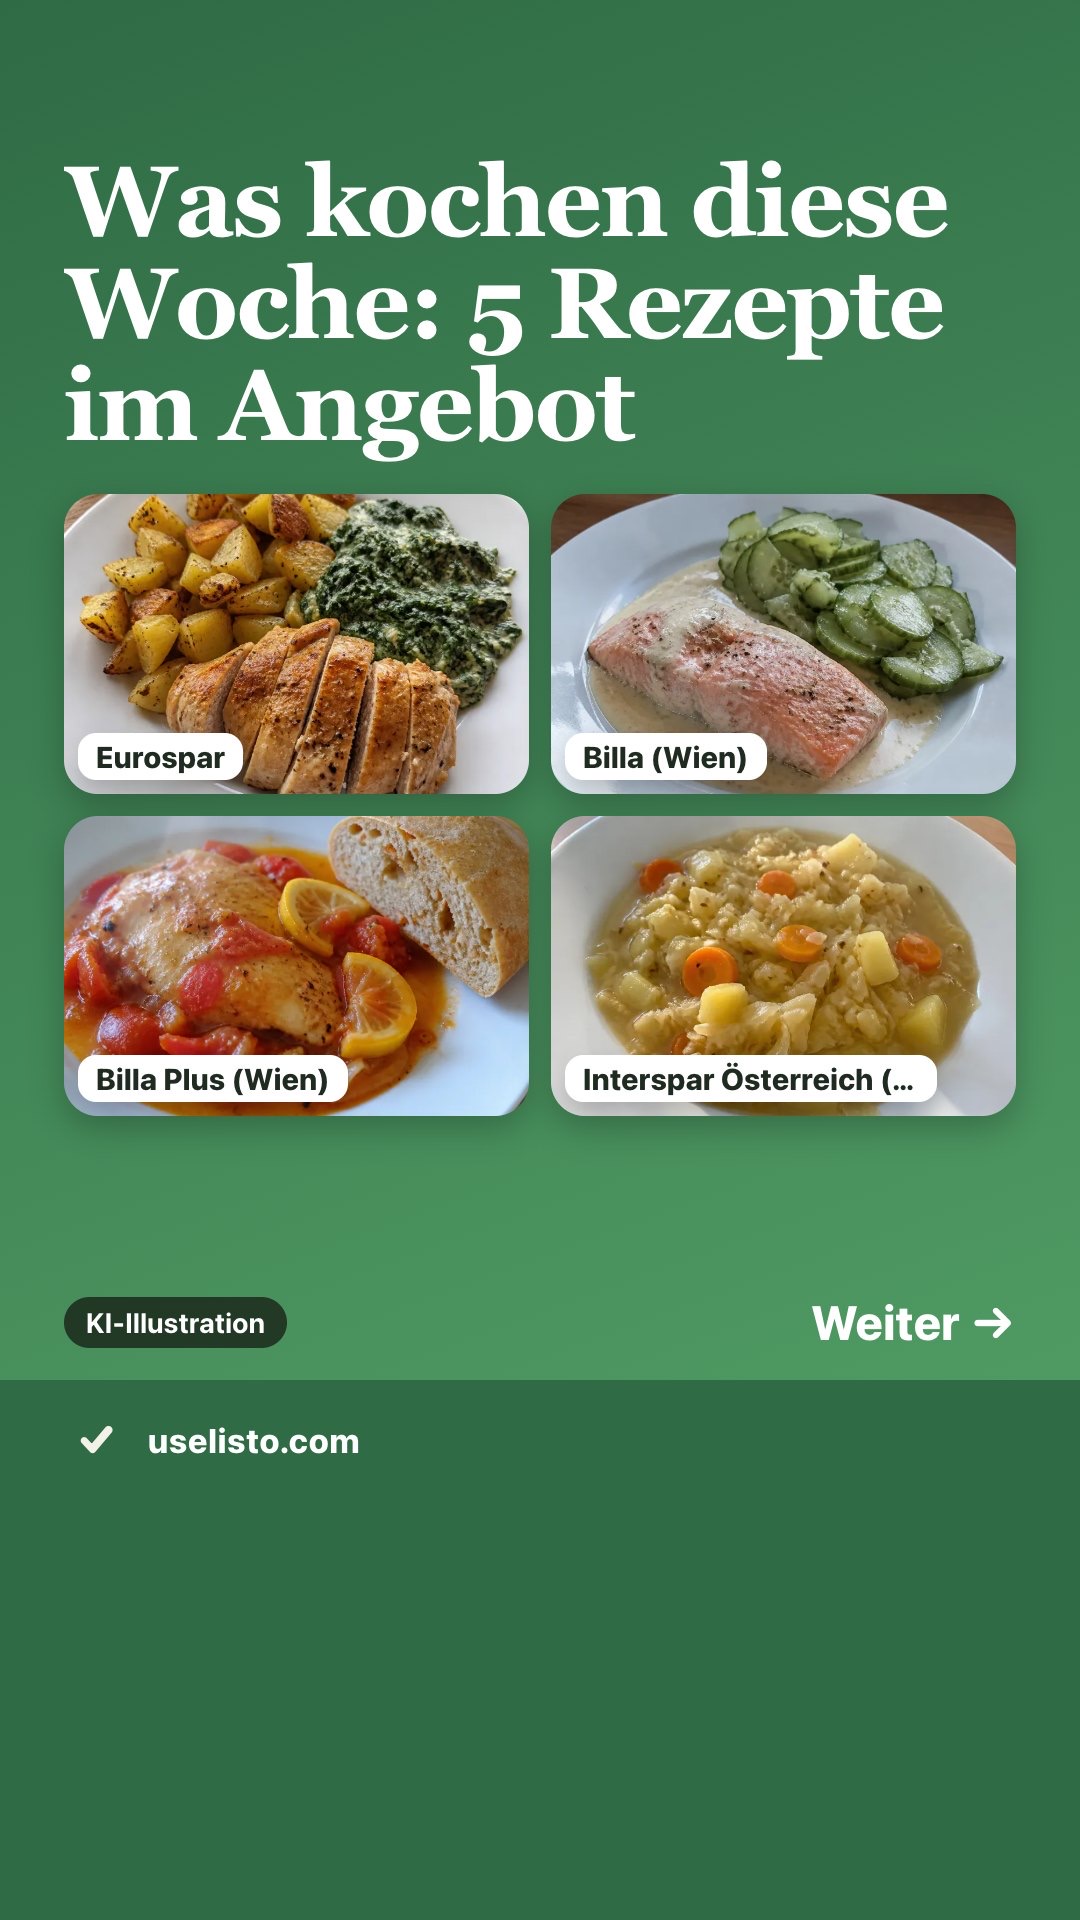 Was kochen diese
Woche: 5 Rezepte
im Angebot
Eurospar
Billa (Wien)
Billa Plus (Wien)
Interspar Österreich (…
KI-Illustration
Weiter →
uselisto.com